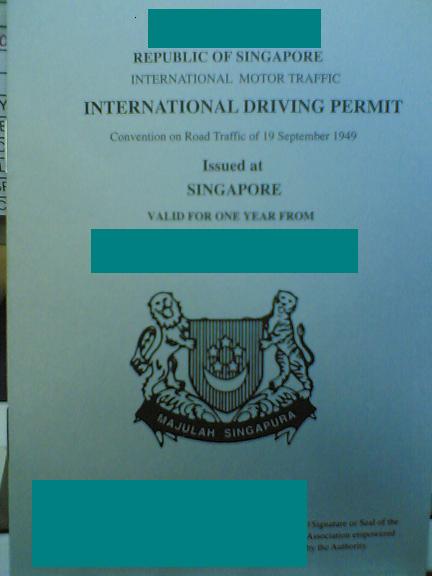 REPUBLIC OF SINGAPORE
INTERNATIONAL MOTOR TRAFFIC
INTERNATIONAL DRIVING PERMIT
Convention on Road Traffic of 19 September 1949
Issued at
SINGAPORE
VALID FOR ONE YEAR FROM
MAJULAH SINGAPURA
Signature or Seal of the
Association empowered
by the Authority